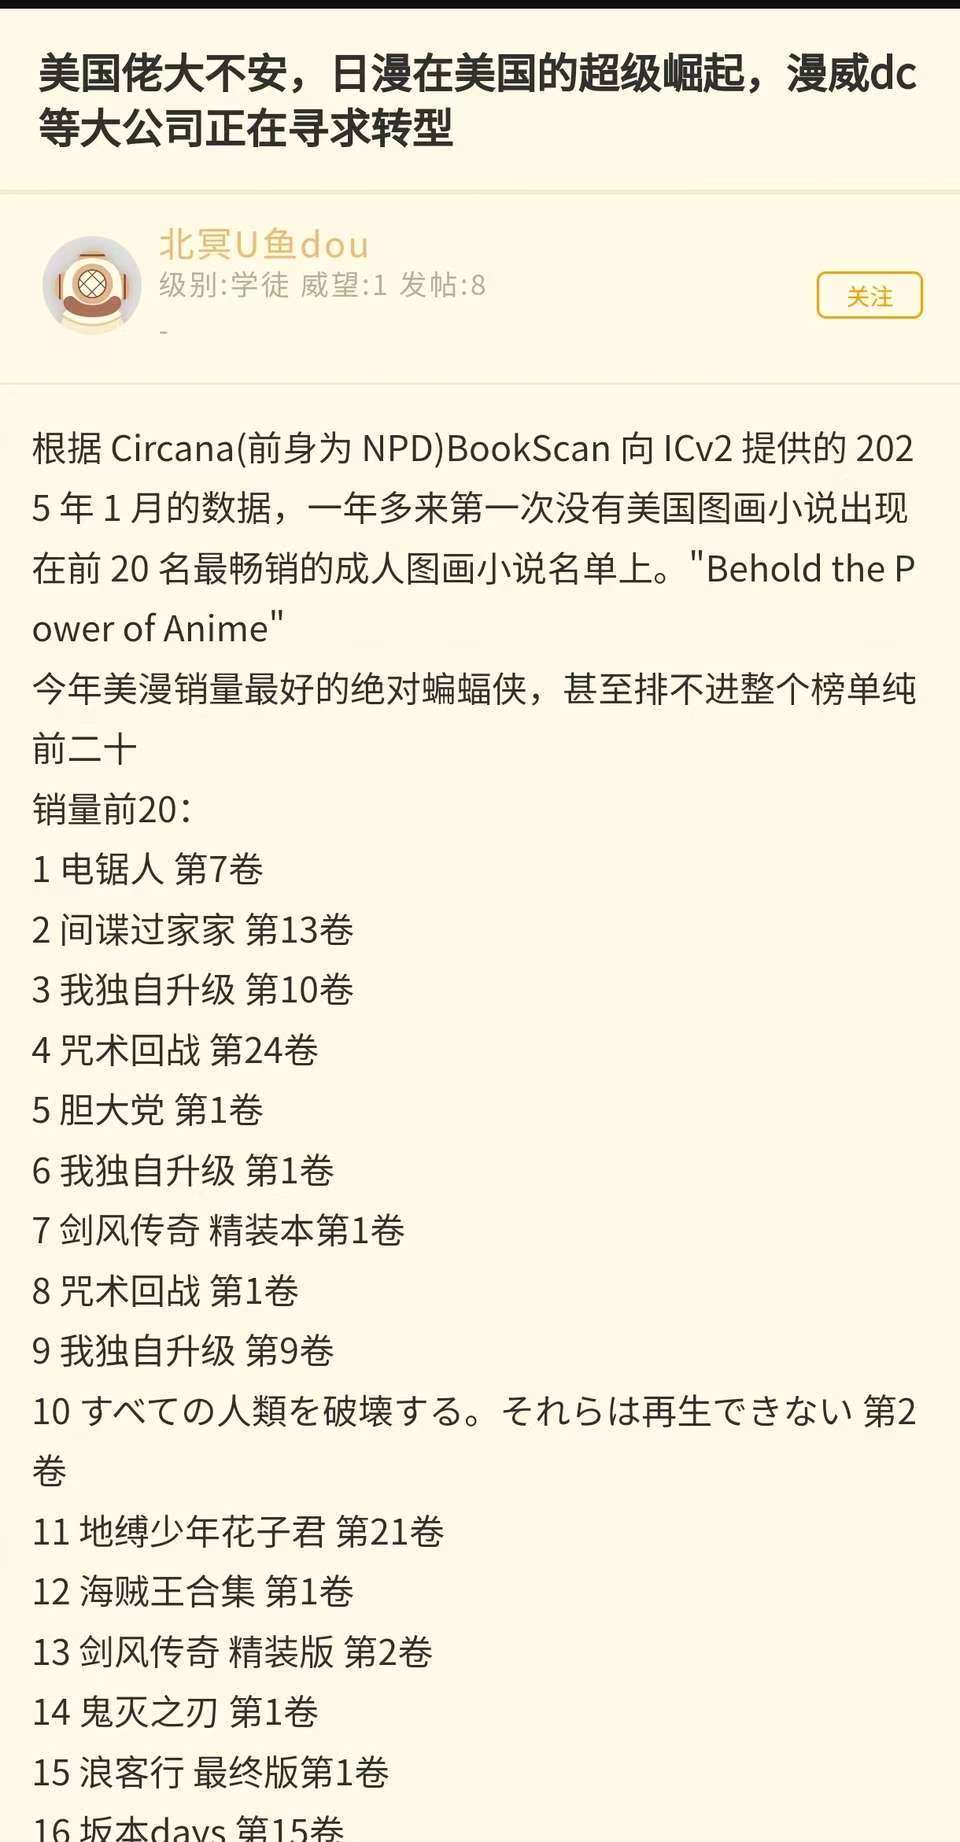 美国佬大不安，日漫在美国的超级崛起，漫威dc
等大公司正在寻求转型
北冥U鱼dou
级别:学徒 威望:1 发帖:8
-
关注
根据 Circana(前身为 NPD)BookScan 向 ICv2 提供的 202
5 年 1 月的数据，一年多来第一次没有美国图画小说出现
在前 20 名最畅销的成人图画小说名单上。"Behold the P
ower of Anime"
今年美漫销量最好的绝对蝙蝠侠，甚至排不进整个榜单纯
前二十
销量前20：
1 电锯人 第7卷
2 间谍过家家 第13卷
3 我独自升级 第10卷
4 咒术回战 第24卷
5 胆大党 第1卷
6 我独自升级 第1卷
7 剑风传奇 精装本第1卷
8 咒术回战 第1卷
9 我独自升级 第9卷
10 すべての人類を破壊する。それらは再生できない 第2
卷
11 地缚少年花子君 第21卷
12 海贼王合集 第1卷
13 剑风传奇 精装版 第2卷
14 鬼灭之刃 第1卷
15 浪客行 最终版第1卷
16 坂本days 第15卷